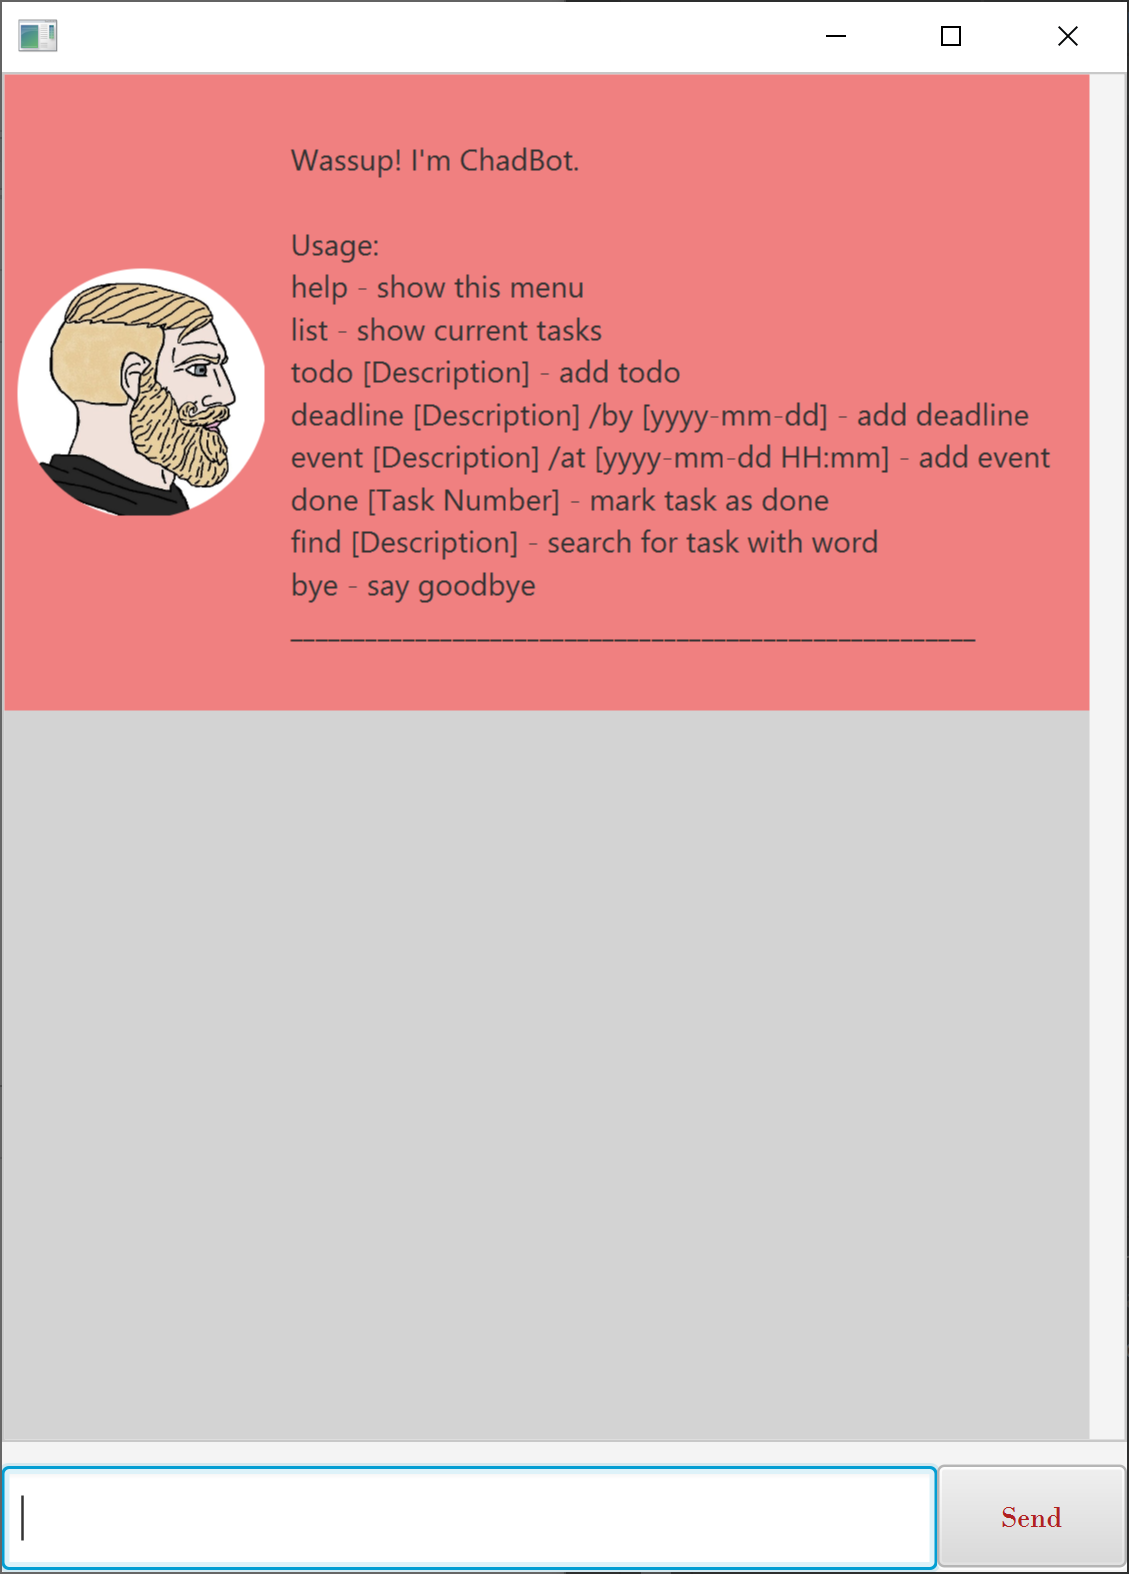 Wassup! I'm ChadBot.
Usage:
help - show this menu
list - show current tasks
todo [Description] - add todo
deadline [Description] /by [yyyy-mm-dd] - add deadline
event [Description] /at [yyyy-mm-dd HH:mm] - add event
done [Task Number] - mark task as done
find [Description] - search for task with word
bye - say goodbye
_______________________________________________________
Send